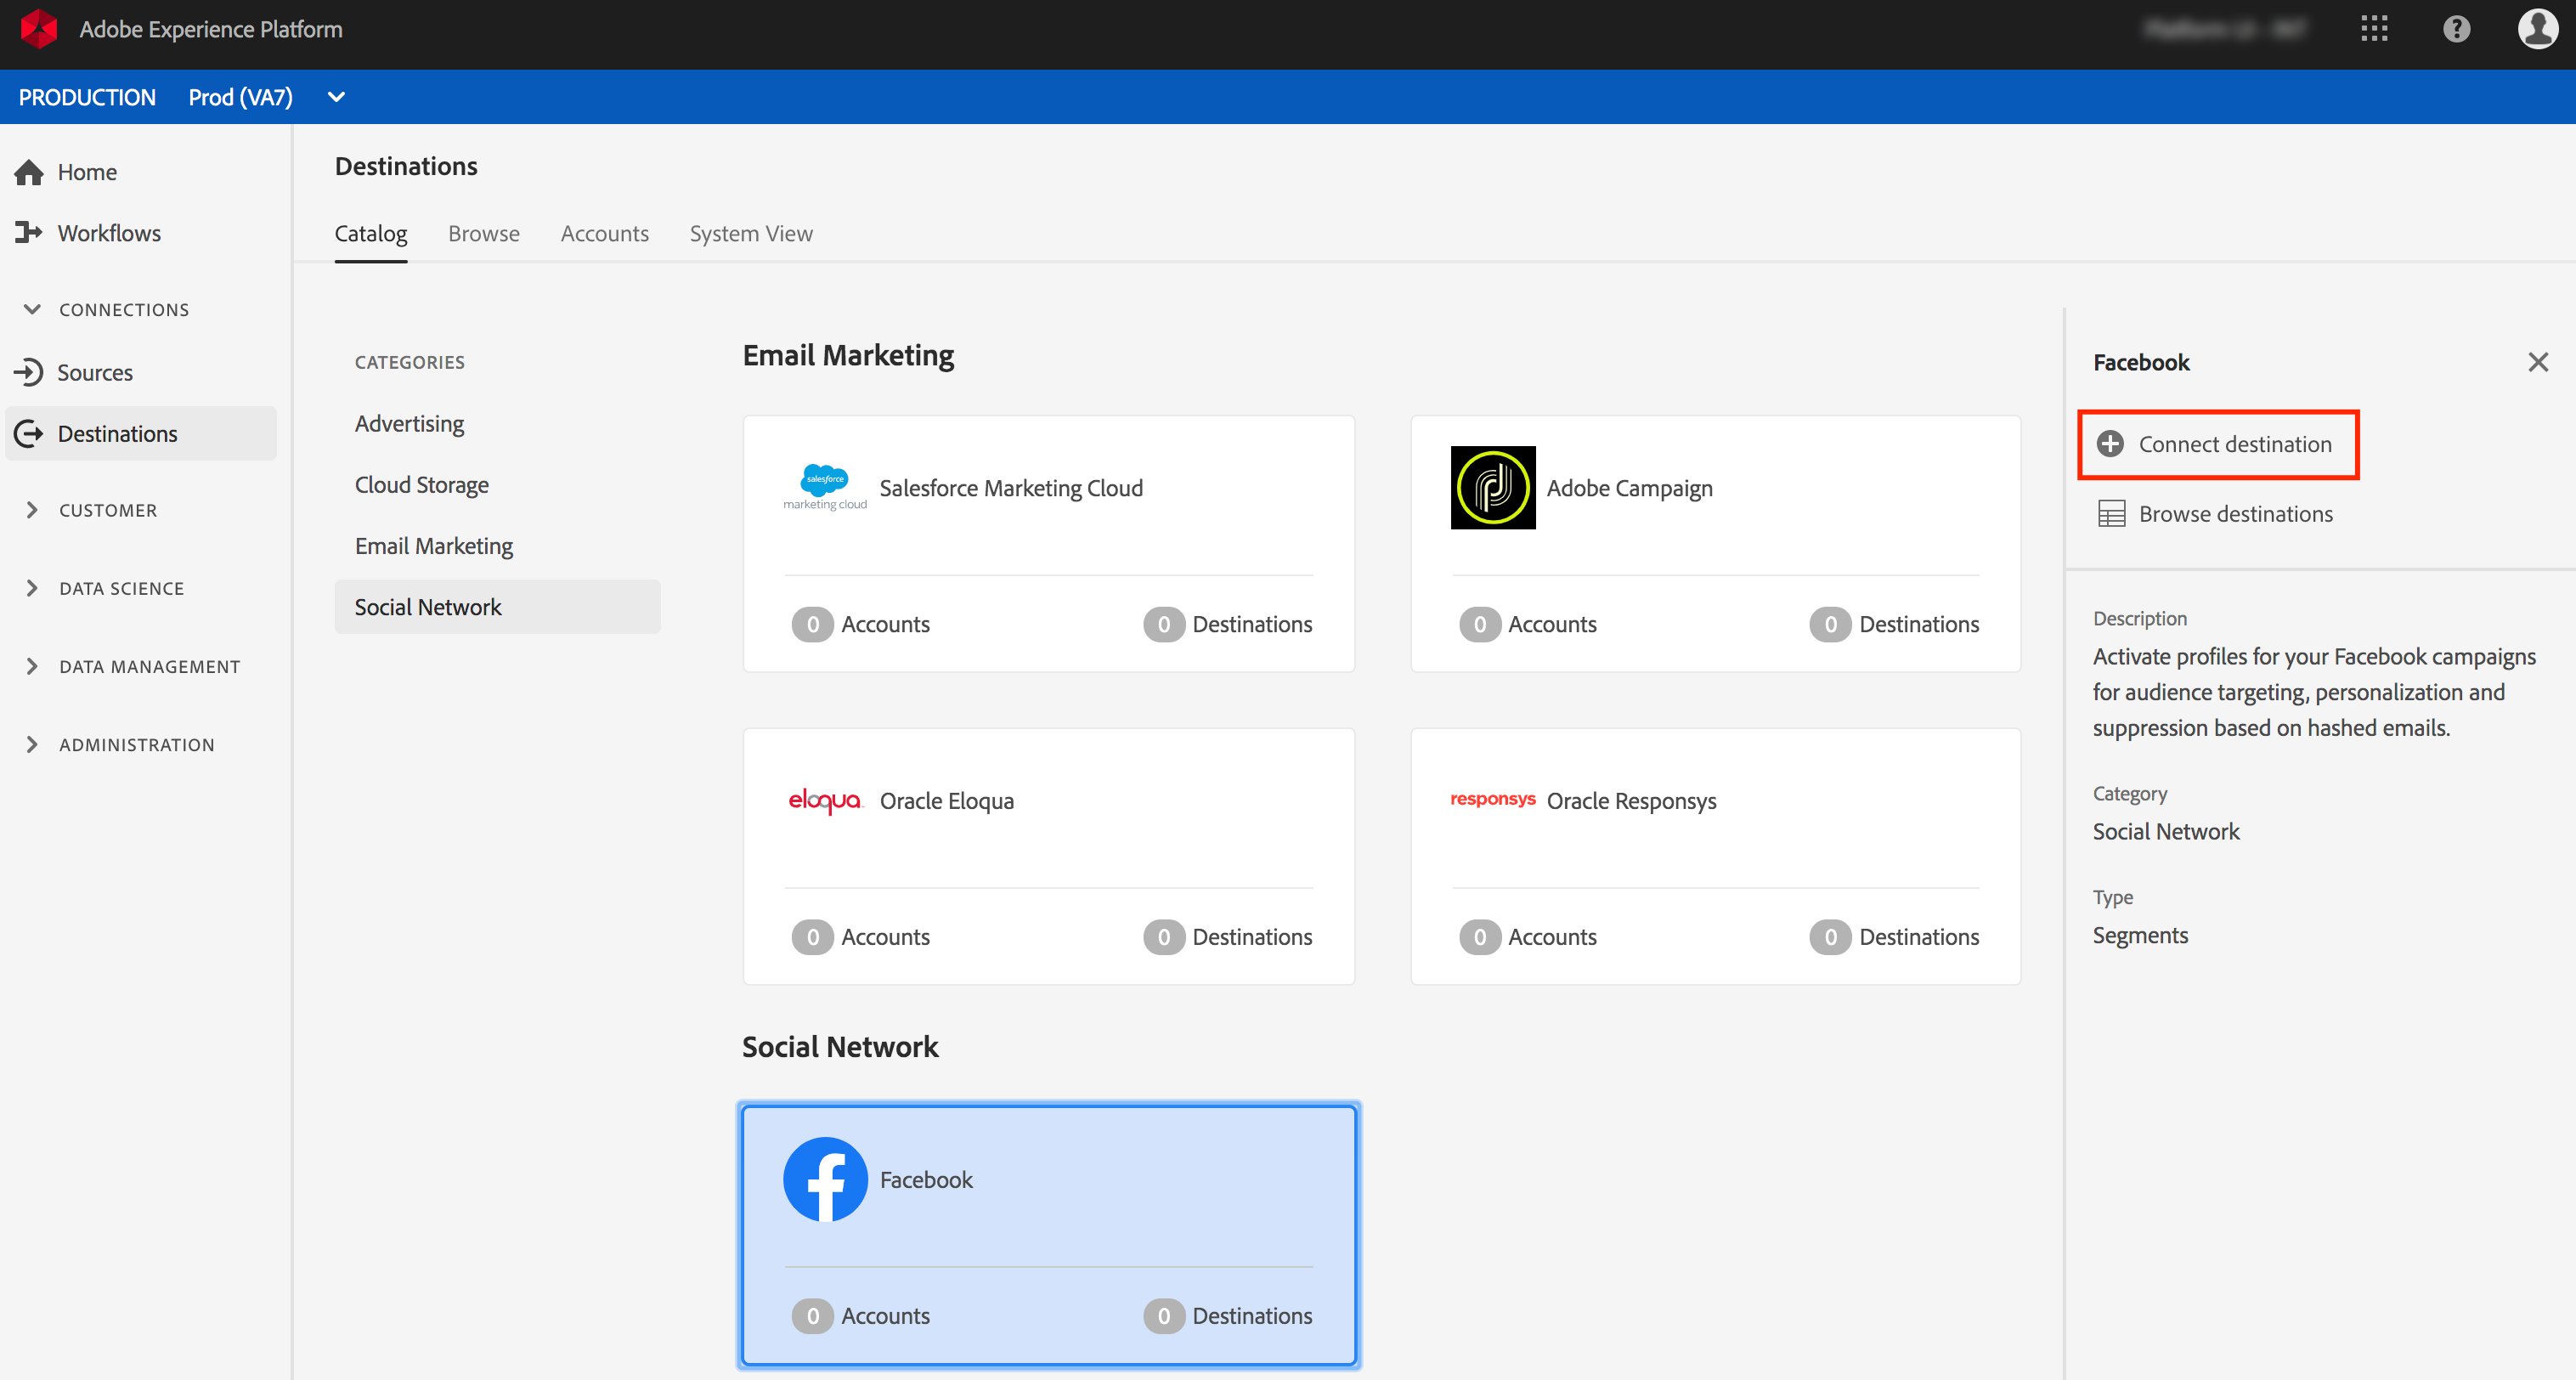 Adobe Experience Platform
PRODUCTION Prod (VA7)
Home
Workflows
CONNECTIONS
Sources
Destinations
CUSTOMER
DATA SCIENCE
DATA MANAGEMENT
ADMINISTRATION
Destinations
Catalog Browse Accounts System View
CATEGORIES
Advertising
Cloud Storage
Email Marketing
Social Network
Email Marketing
salesforce
marketing cloud
Salesforce Marketing Cloud
0 Accounts 0 Destinations
Adobe Campaign
0 Accounts 0 Destinations
eloqua
Oracle Eloqua
0 Accounts 0 Destinations
responsys
Oracle Responsys
0 Accounts 0 Destinations
Social Network
Facebook
0 Accounts 0 Destinations
Facebook
Connect destination
Browse destinations
Description
Activate profiles for your Facebook campaigns
for audience targeting, personalization and
suppression based on hashed emails.
Category
Social Network
Type
Segments